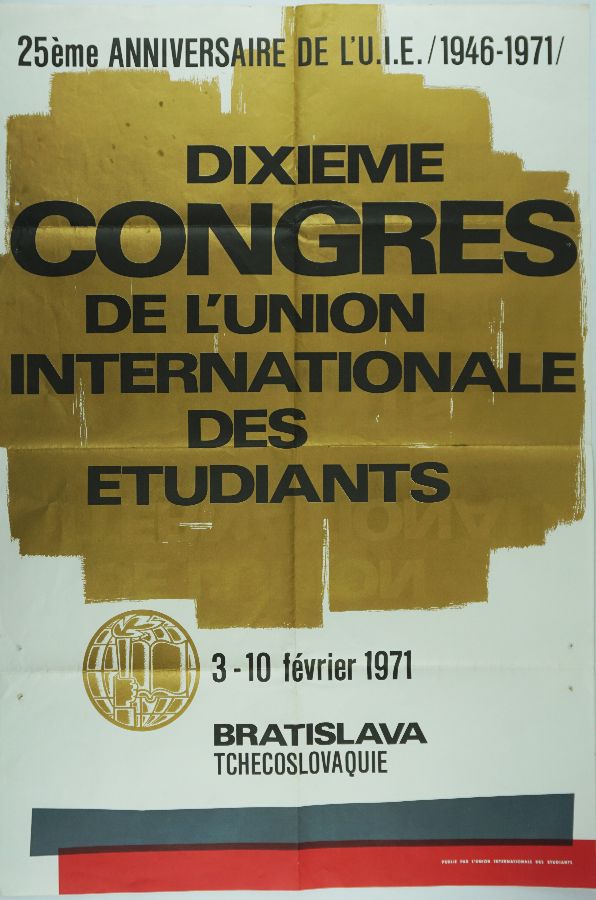 25ème ANNIVERSAIRE DE L'U.I.E. /1946-1971/
DIXIEME
CONGRES
DE L'UNION
INTERNATIONALE
DES
ETUDIANTS
3-10 février 1971
BRATISLAVA
TCHECOSLOVAQUIE
PUBLIE PAR L'UNION INTERNATIONALE DES ETUDIANTS